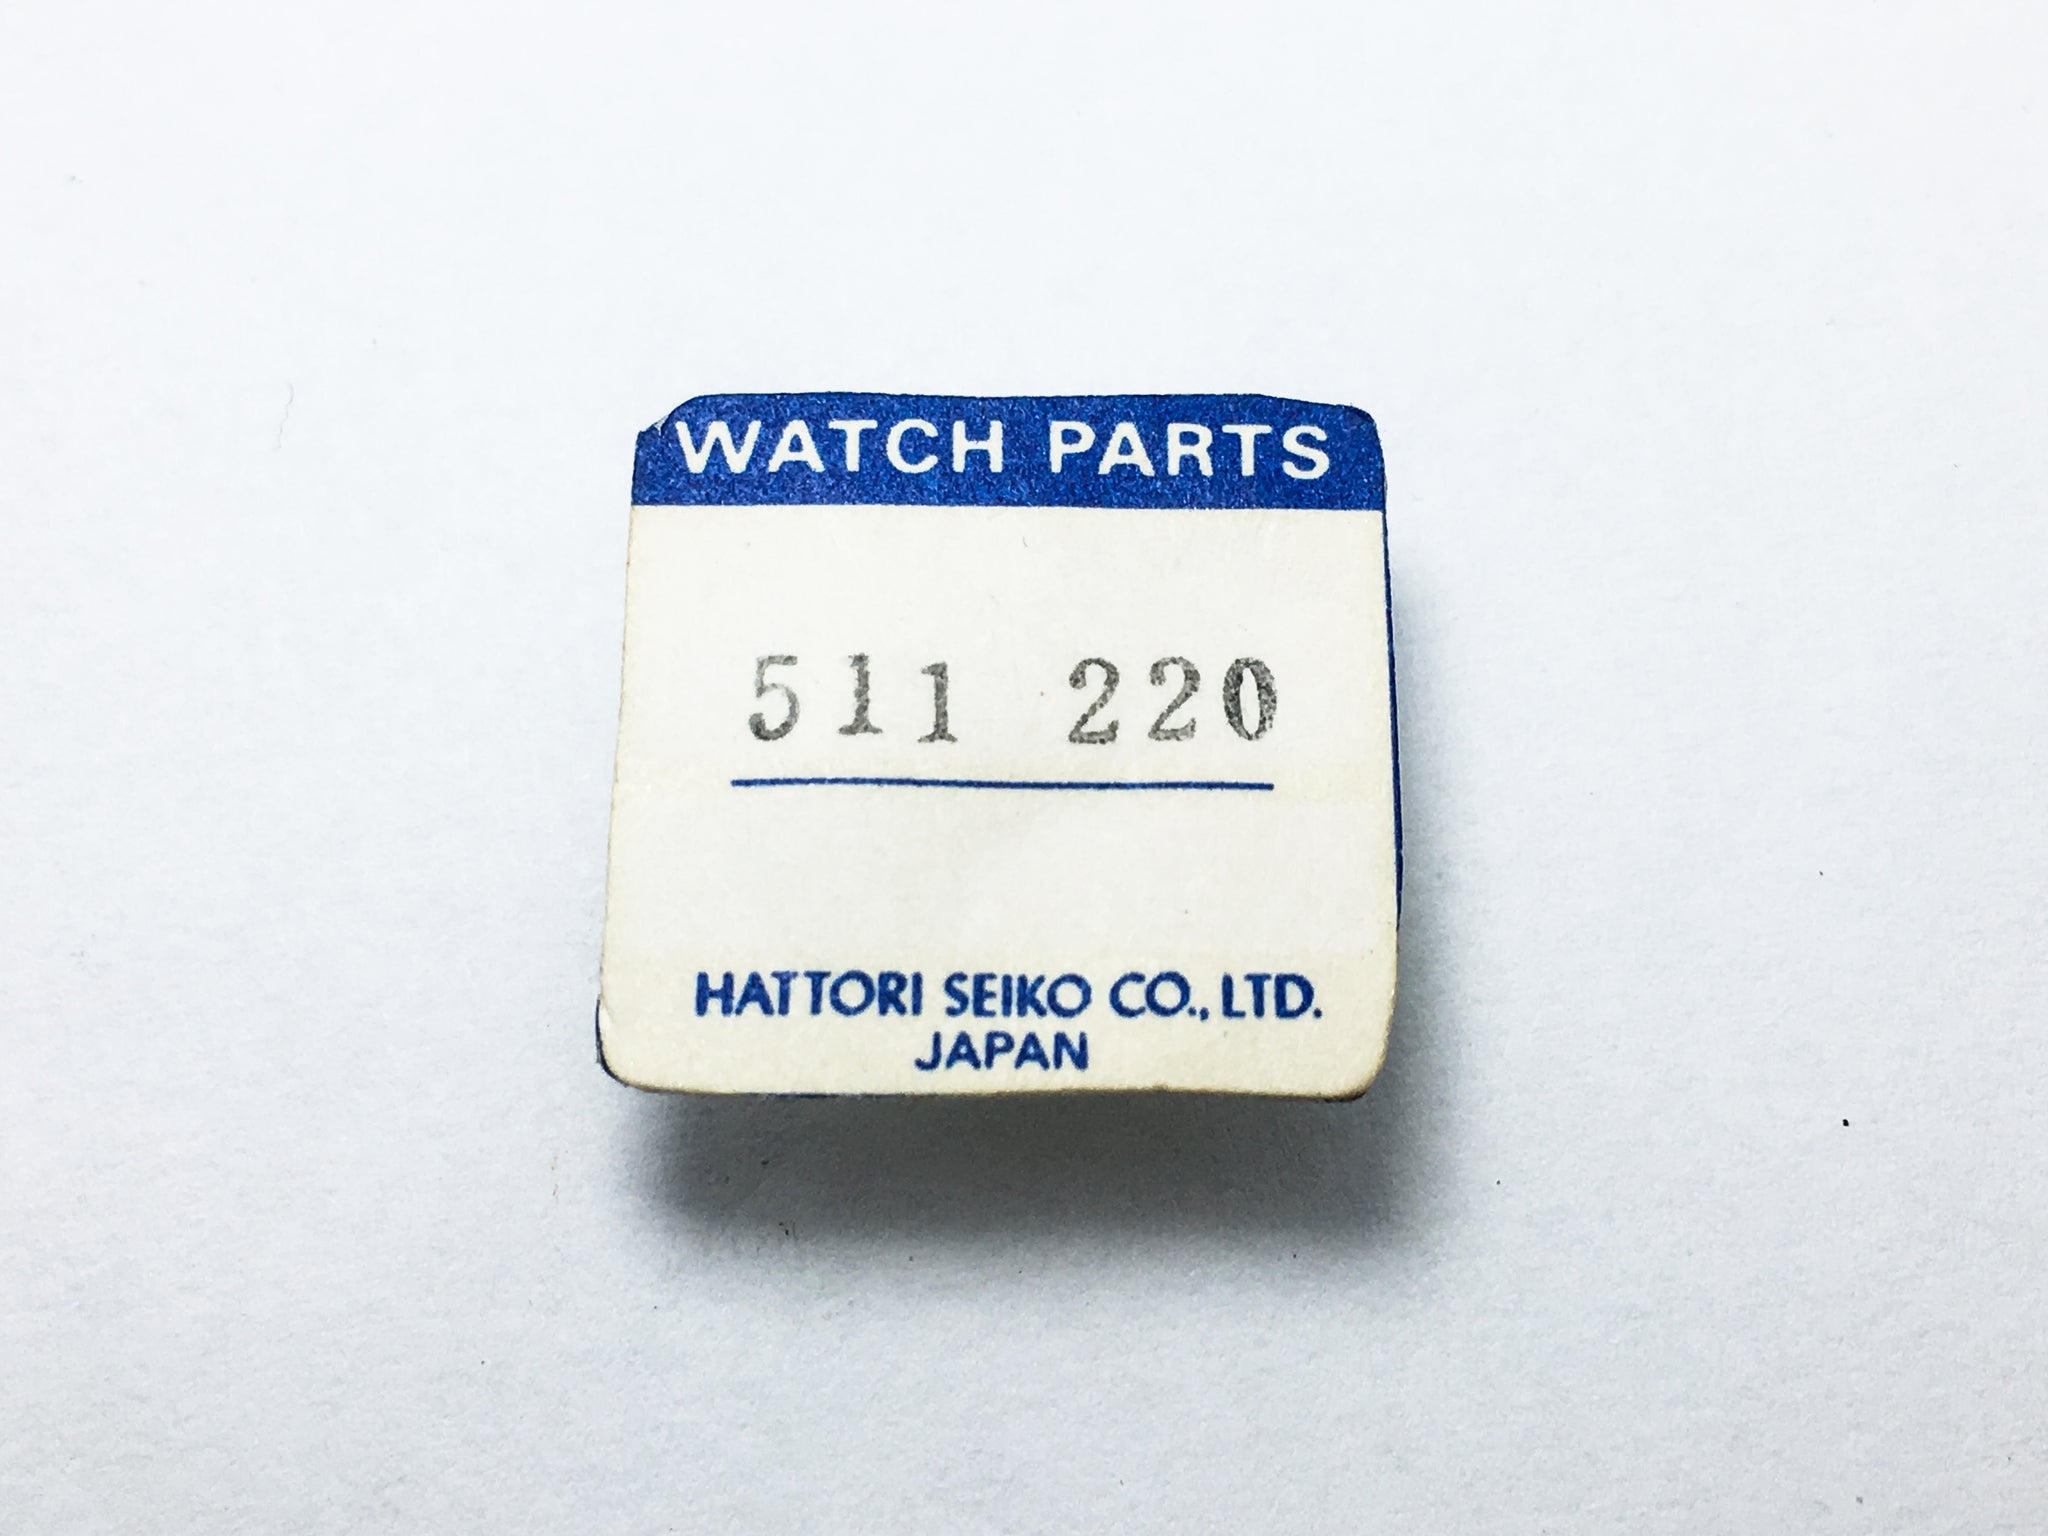 WATCH PARTS
511 220
HATTORI SEIKO CO., LTD.
JAPAN